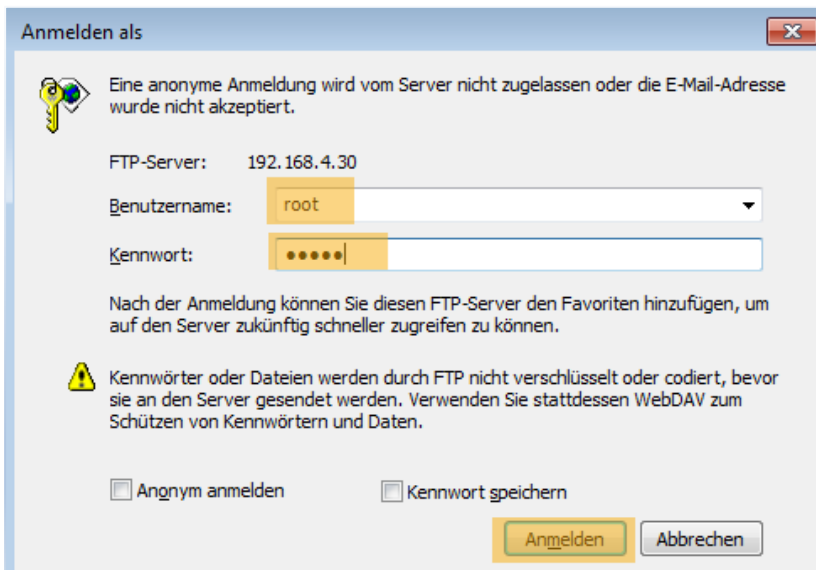 Anmelden als
Eine anonyme Anmeldung wird vom Server nicht zugelassen oder die E-Mail-Adresse
wurde nicht akzeptiert.
FTP-Server: 192.168.4.30
Benutzername: root
Kennwort: •••••
Nach der Anmeldung können Sie diesen FTP-Server den Favoriten hinzufügen, um
auf den Server zukünftig schneller zugreifen zu können.
Kennwörter oder Dateien werden durch FTP nicht verschlüsselt oder codiert, bevor
sie an den Server gesendet werden. Verwenden Sie stattdessen WebDAV zum
Schützen von Kennwörtern und Daten.
Anonym anmelden Kennwort speichern
Anmelden Abbrechen